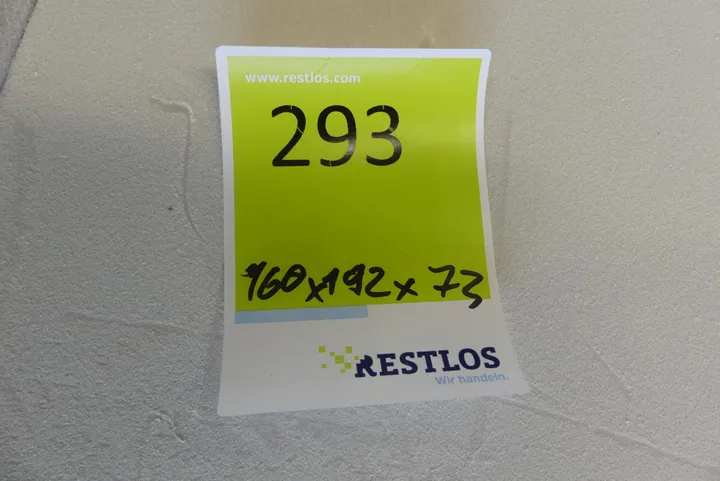 www.restlos.com
293
160x192x73
RESTLOS
Wir handeln.